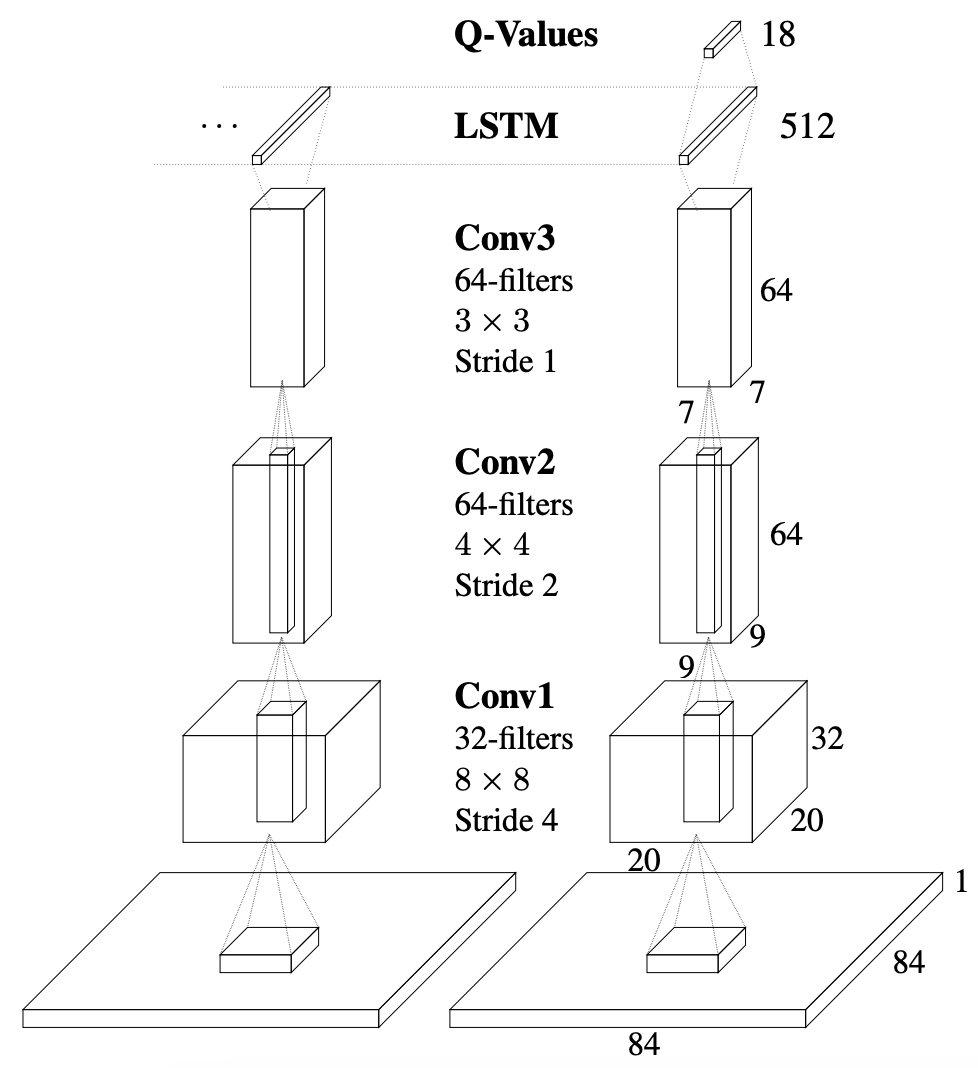 Q-Values
18
...
LSTM
512
Conv3
64-filters
3 × 3
Stride 1
64
7
7
Conv2
64-filters
4 × 4
Stride 2
64
9
9
Conv1
32-filters
8 × 8
Stride 4
32
20
20
1
84
84